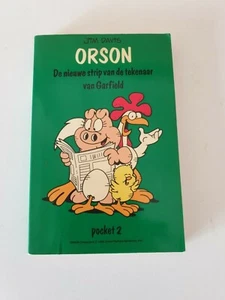 JIM DAVIS
ORSON
De nieuwe strip van de tekenaar
van Garfield
pocket 2